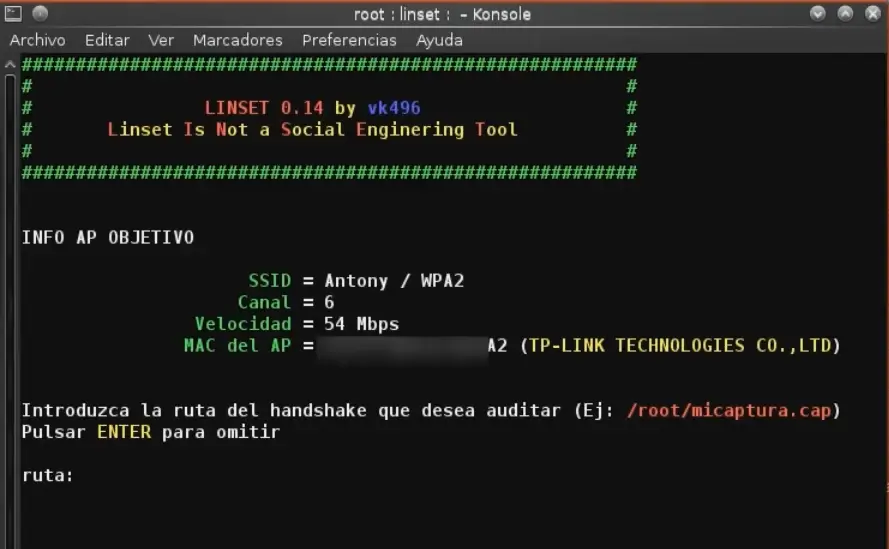 root : linset : – Konsole
Archivo Editar Ver Marcadores Preferencias Ayuda
#########################################################
# #
# LINSET 0.14 by vk496 #
# Linset Is Not a Social Enginering Tool #
# #
#########################################################
INFO AP OBJETIVO
SSID = Antony / WPA2
Canal = 6
Velocidad = 54 Mbps
MAC del AP = A2 (TP-LINK TECHNOLOGIES CO.,LTD)
Introduzca la ruta del handshake que desea auditar (Ej: /root/micaptura.cap)
Pulsar ENTER para omitir
ruta: